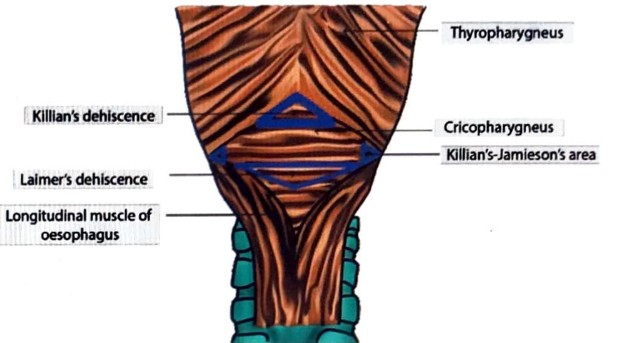 Thyropharygneus
Killian's dehiscence
Cricopharygneus
Killian's-Jamieson's area
Laimer's dehiscence
Longitudinal muscle of
oesophagus